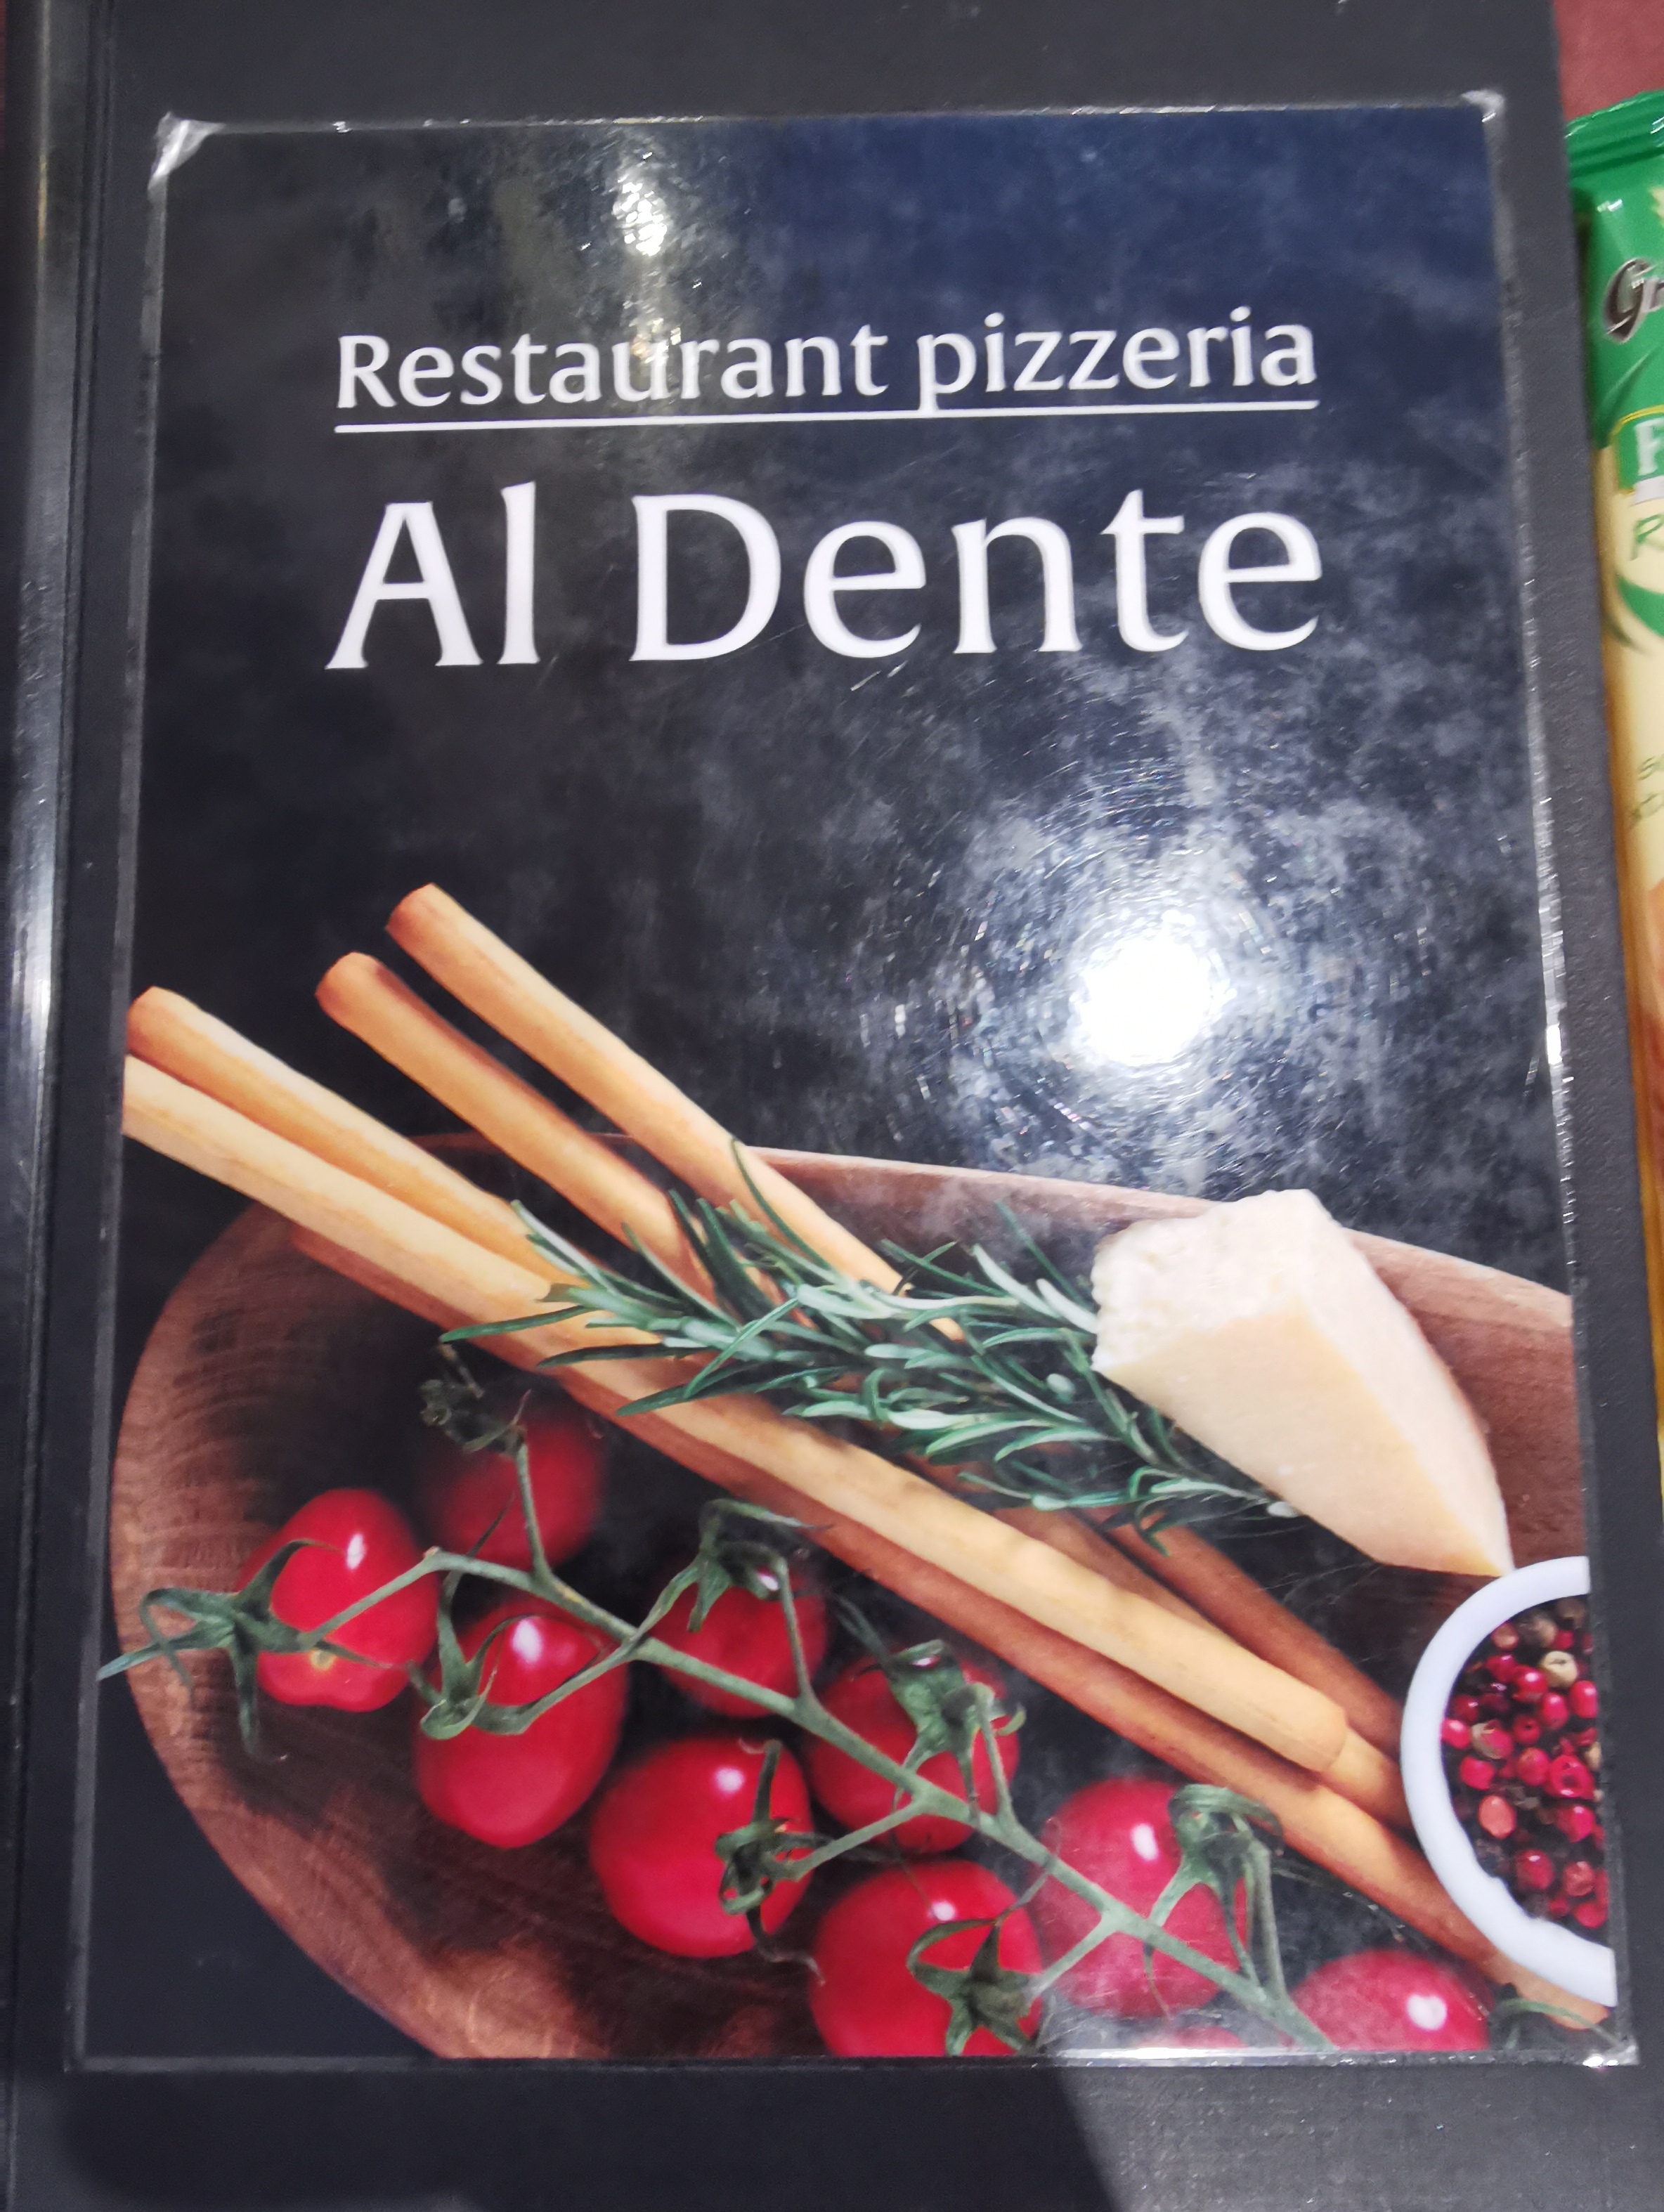 Restaurant pizzeria
Al Dente